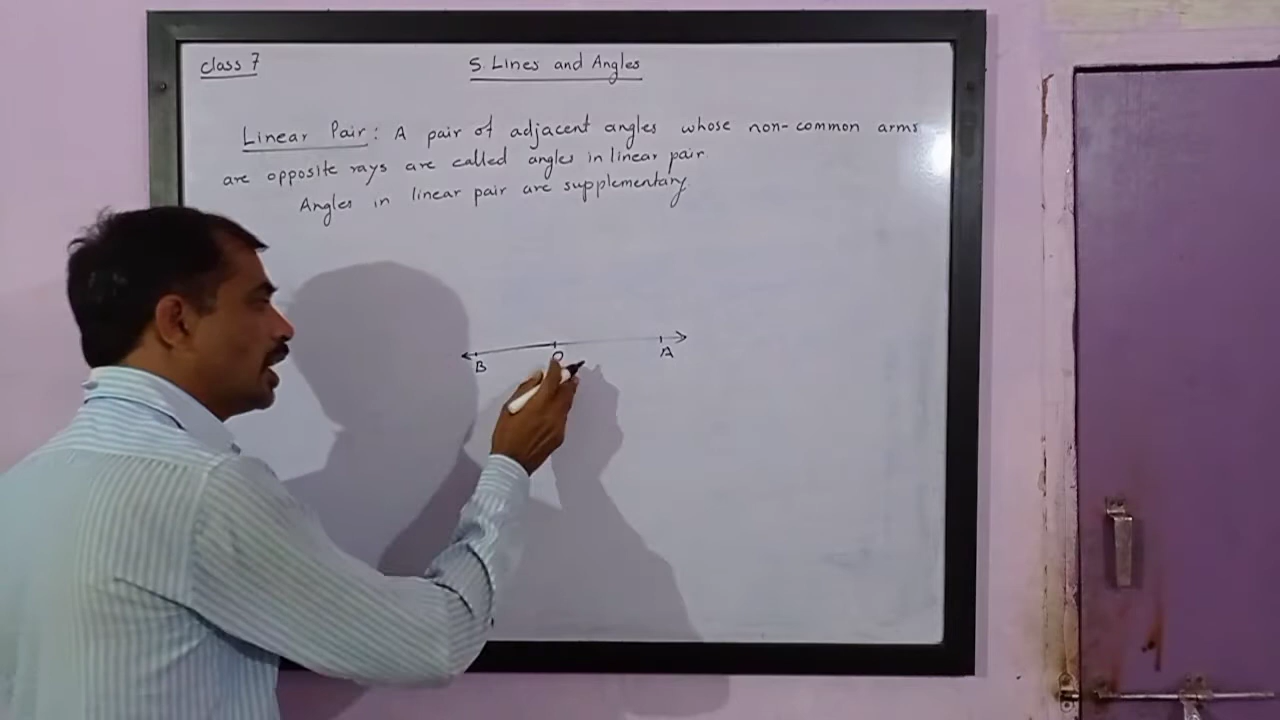 class 7
5. Lines and Angles
Linear Pair: A pair of adjacent angles whose non-common arms
are opposite rays are called angles in linear pair.
Angles in linear pair are supplementary.
B O A